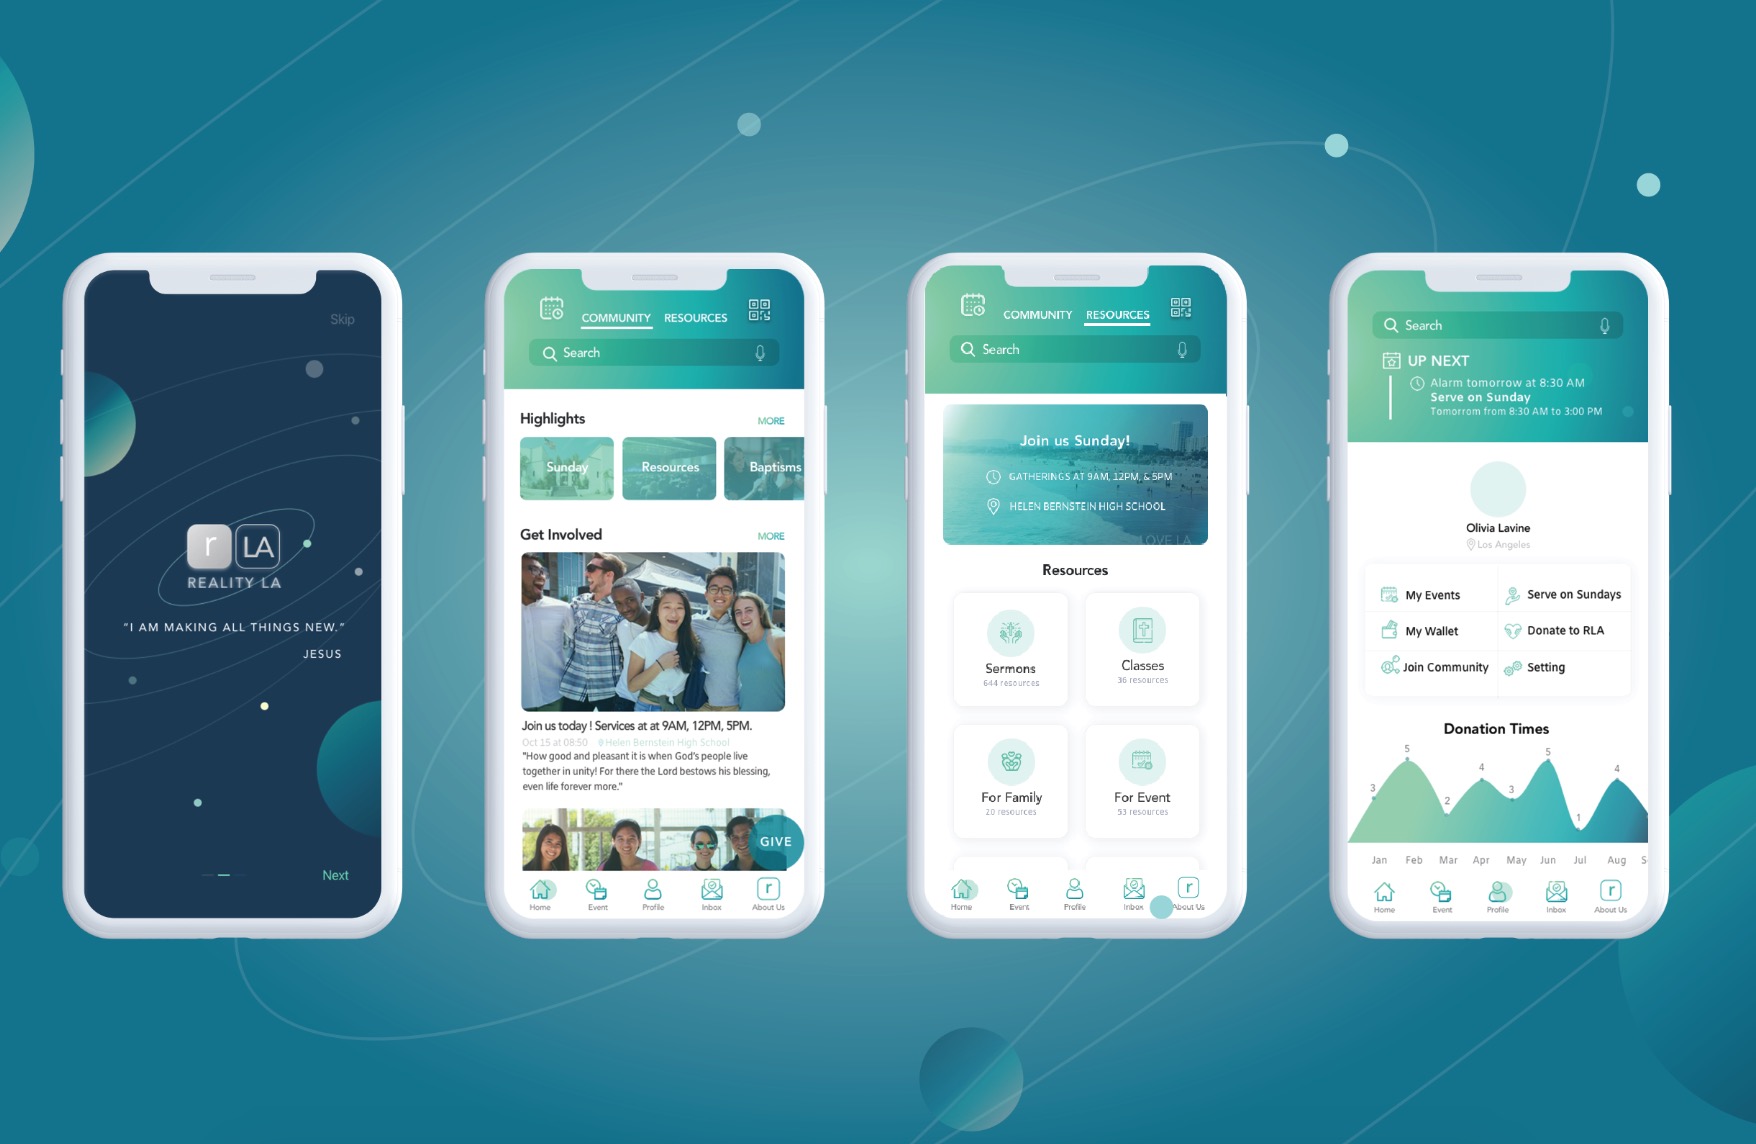 Skip
r LA
REALITY LA
"I AM MAKING ALL THINGS NEW."
JESUS
Next
COMMUNITY RESOURCES
Search
Highlights MORE
Sunday Resources Baptisms
Get Involved MORE
Join us today ! Services at at 9AM, 12PM, 5PM.
Oct 15 at 08:50 Helen Bernstein High School
"How good and pleasant it is when God's people live
together in unity! For there the Lord bestows his blessing,
even life forever more."
GIVE
Home Event Profile Inbox r About Us
COMMUNITY RESOURCES
Search
Join us Sunday!
GATHERINGS AT 9AM, 12PM, & 5PM
HELEN BERNSTEIN HIGH SCHOOL
LOVE LA
Resources
Sermons Classes
644 resources 36 resources
For Family For Event
20 resources 53 resources
Home Event Profile Inbox r About Us
Search
UP NEXT
Alarm tomorrow at 8:30 AM
Serve on Sunday
Tomorrom from 8:30 AM to 3:00 PM
Olivia Lavine
Los Angeles
My Events Serve on Sundays
My Wallet Donate to RLA
Join Community Setting
Donation Times
3 5 2 4 3 5 1 4
Jan Feb Mar Apr May Jun Jul Aug S
Home Event Profile Inbox r About Us